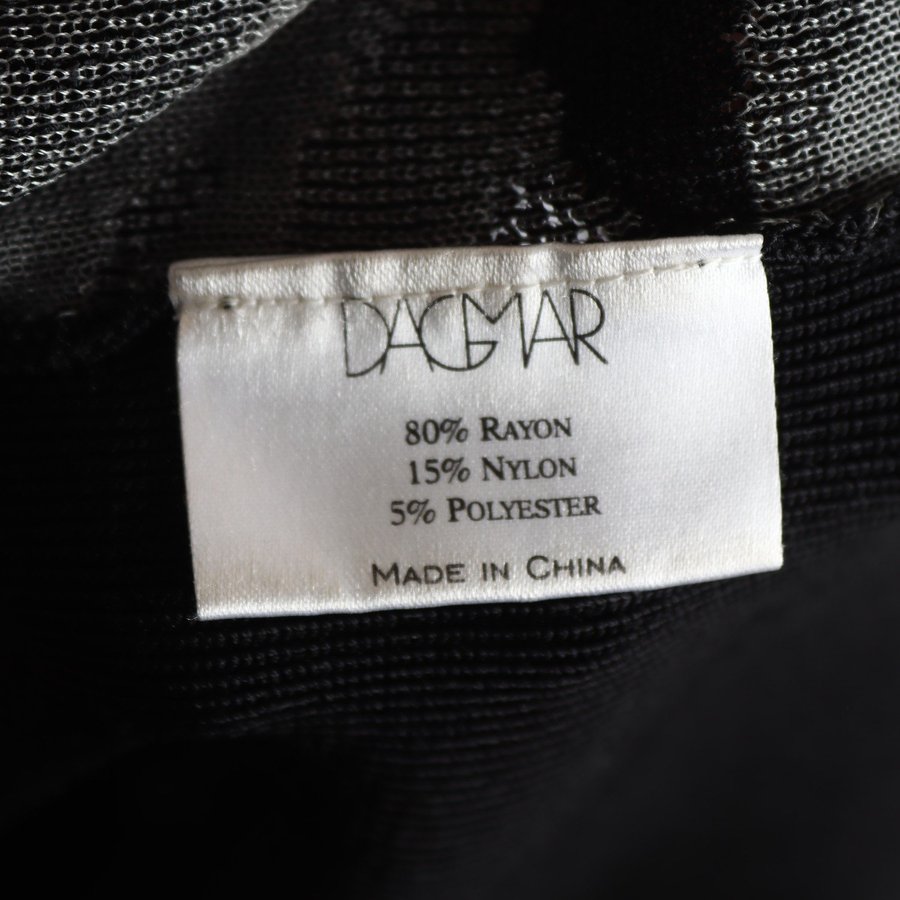 DAGMAR
80% RAYON
15% NYLON
5% POLYESTER
MADE IN CHINA